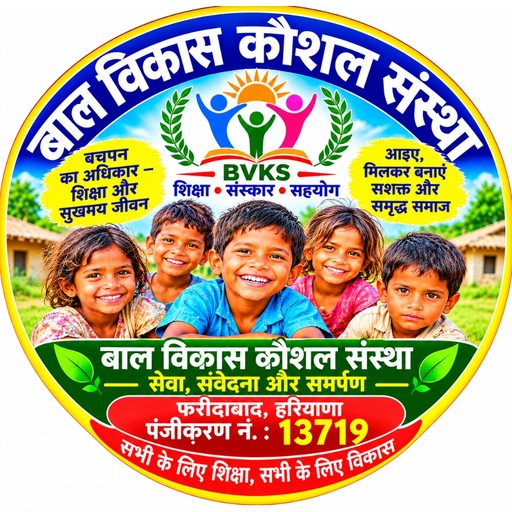 बाल विकास कौशल संस्था
BVKS
शिक्षा • संस्कार • सहयोग
बचपन
का अधिकार –
शिक्षा और
सुखमय जीवन
आइए,
मिलकर बनाएं
सशक्त और
समृद्ध समाज
बाल विकास कौशल संस्था
सेवा, संवेदना और समर्पण
फरीदाबाद, हरियाणा
पंजीकरण नं. : 13719
सभी के लिए शिक्षा, सभी के लिए विकास